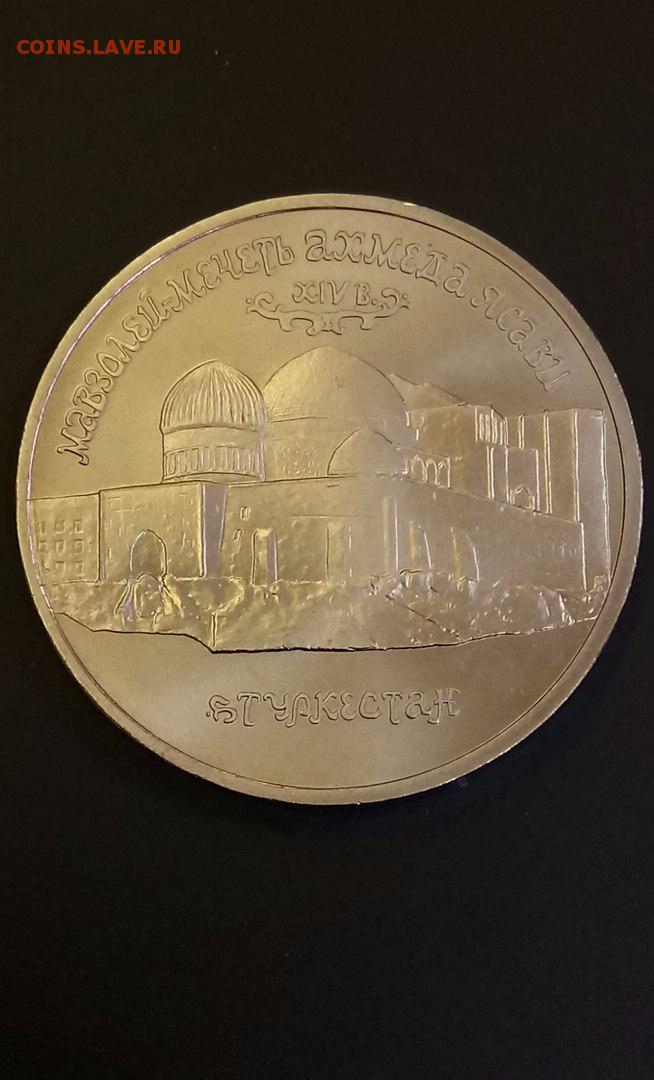 COINS.LAVE.RU
МАВЗОЛЕЙ-МЕЧЕТЬ АХМЕДА ЯСАВИ
XIV В.
г. ТУРКЕСТАН